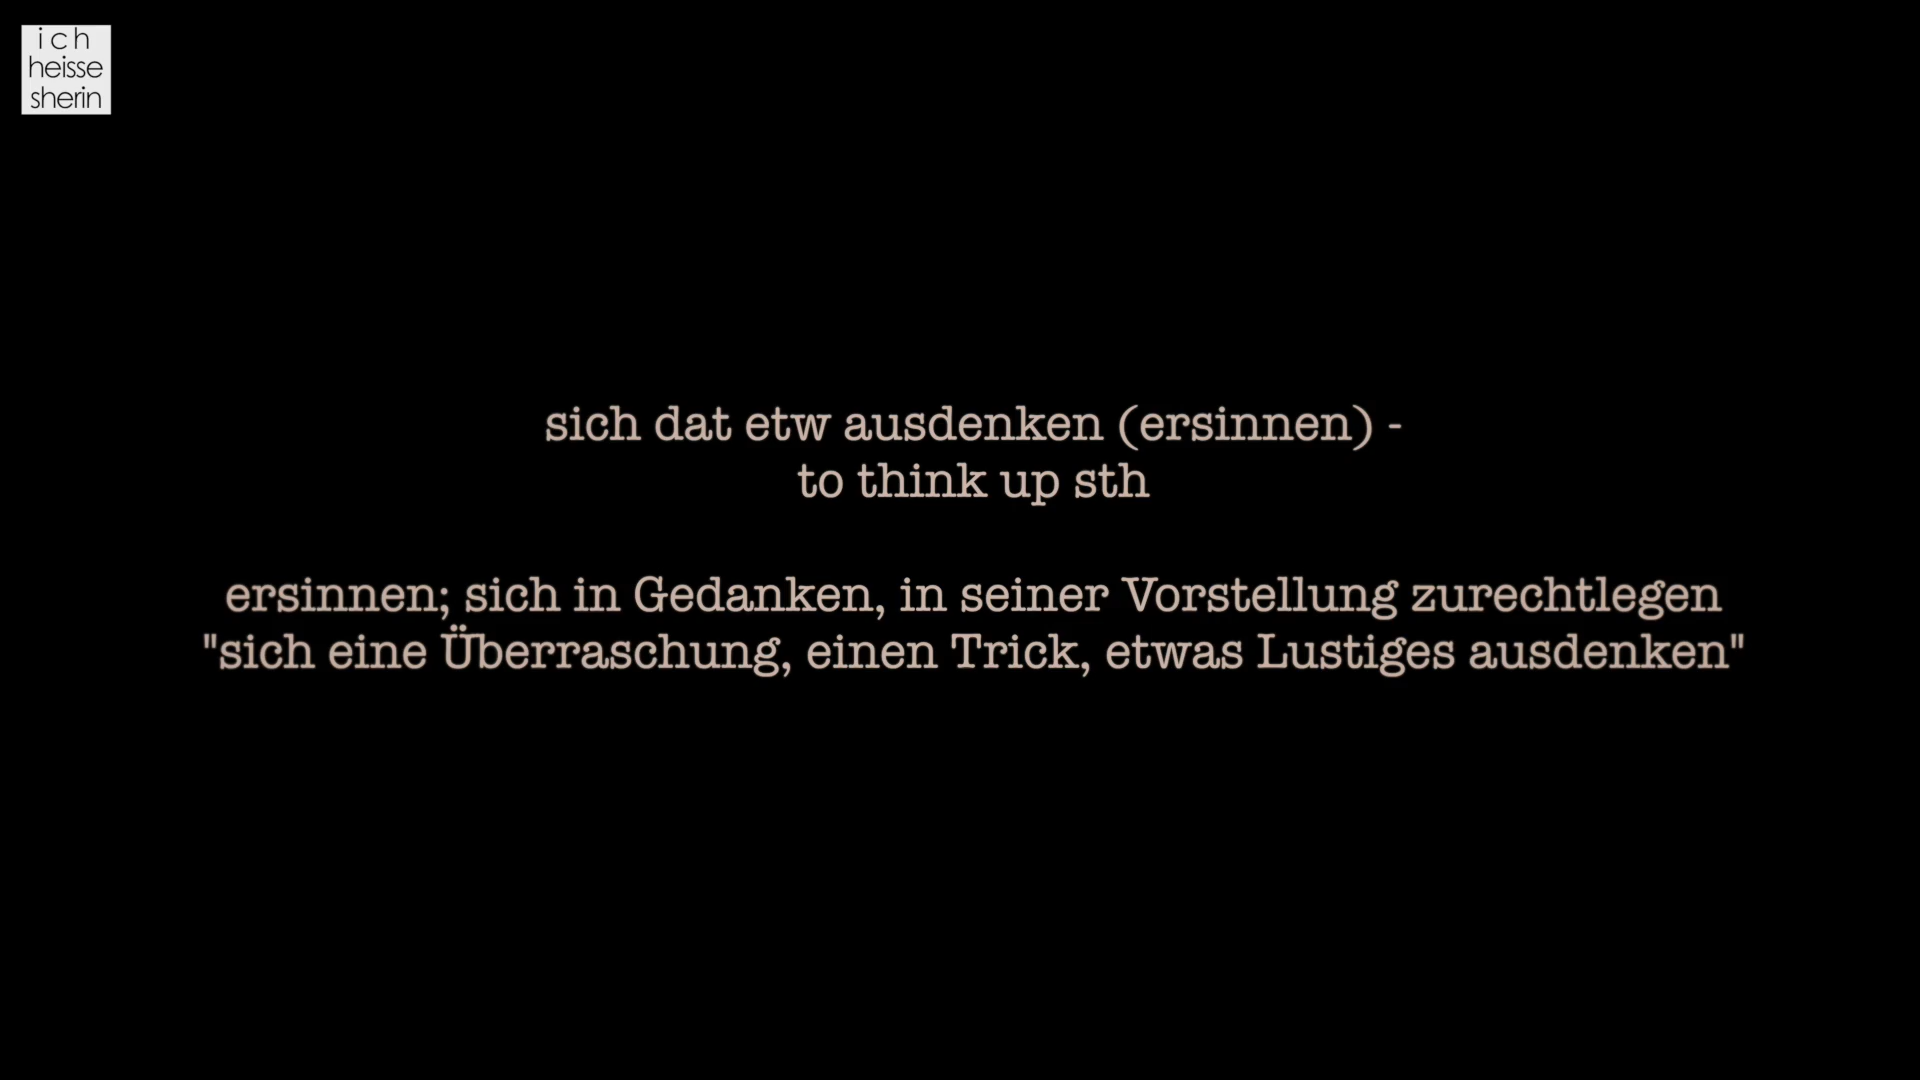 ich
heisse
sherin
sich dat etw ausdenken (ersinnen) -
to think up sth
ersinnen; sich in Gedanken, in seiner Vorstellung zurechtlegen
"sich eine Überraschung, einen Trick, etwas Lustiges ausdenken"